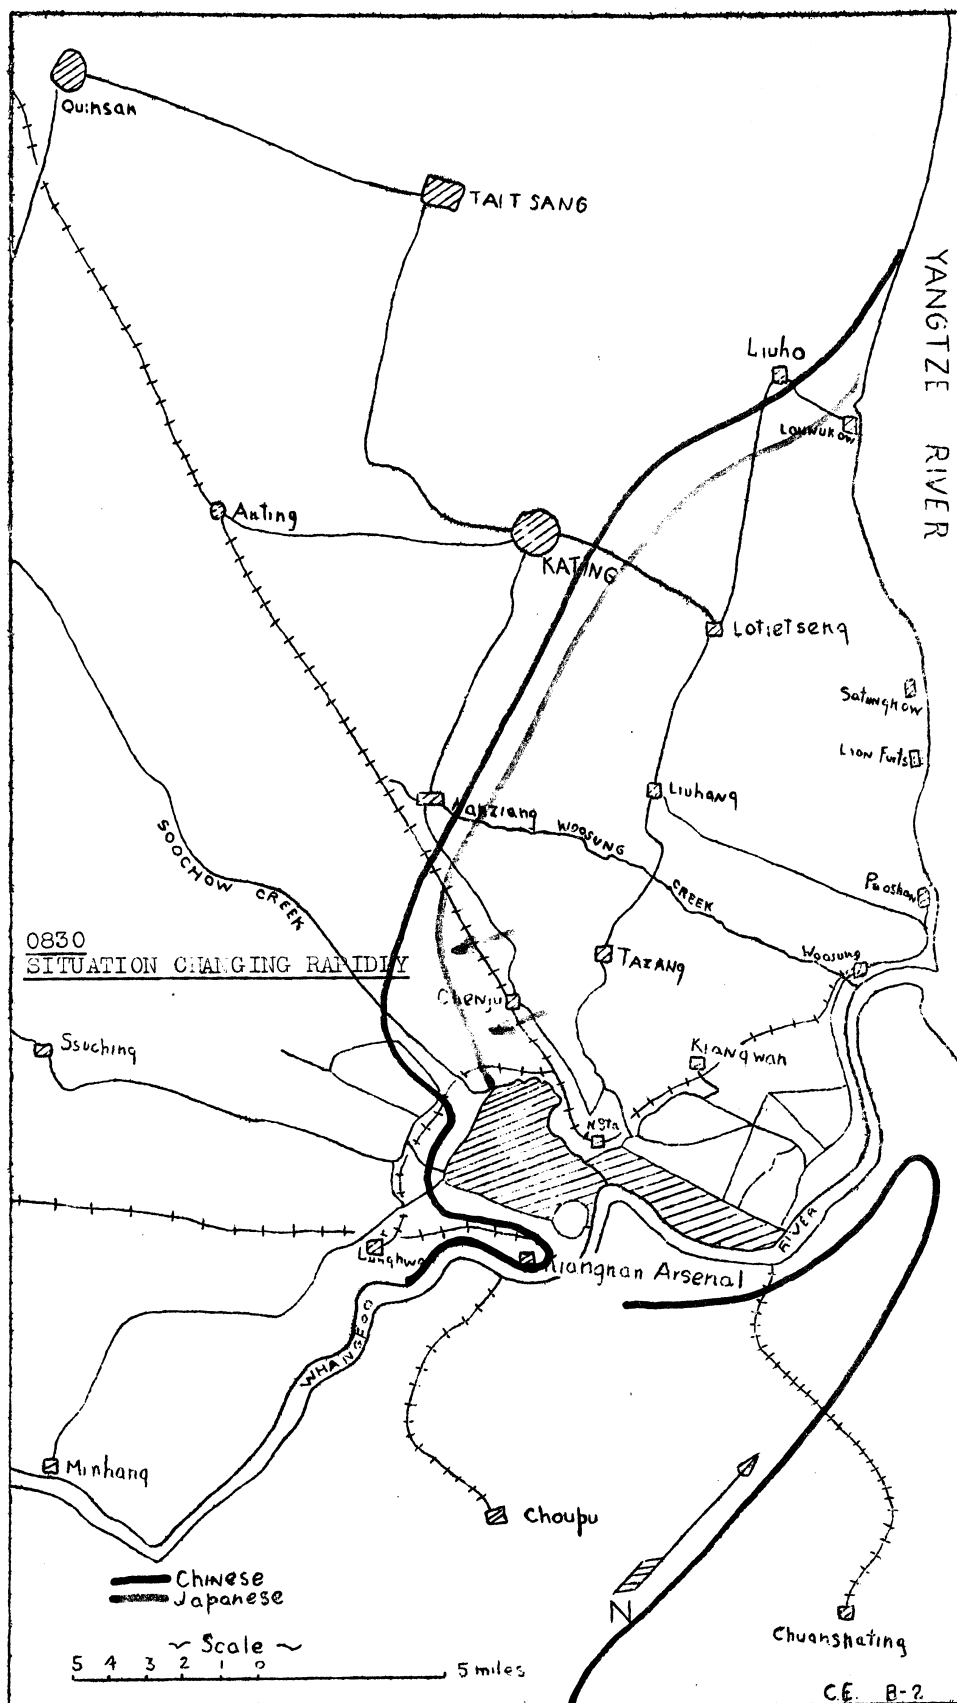 Quinsan
TAITSANG
YANGTZE RIVER
Liuho
Anting
KATING
Lotietseng
LION Forts
Liuhang
Nanziang
WOOSUNG CREEK
SOOCHOW CREEK
Paoshan
Woosung
0830
SITUATION CHANGING RAPIDLY
TAZANG
Chenju
Ssuching
Kiangwan
N Sta
RIVER
Lunghwa
Kiangnan Arsenal
WHANGPOO
Minhang
Choupu
Chinese
Japanese
N
~ Scale ~
5 4 3 2 1 0 5 miles
Chuanshating
C.E. B-2